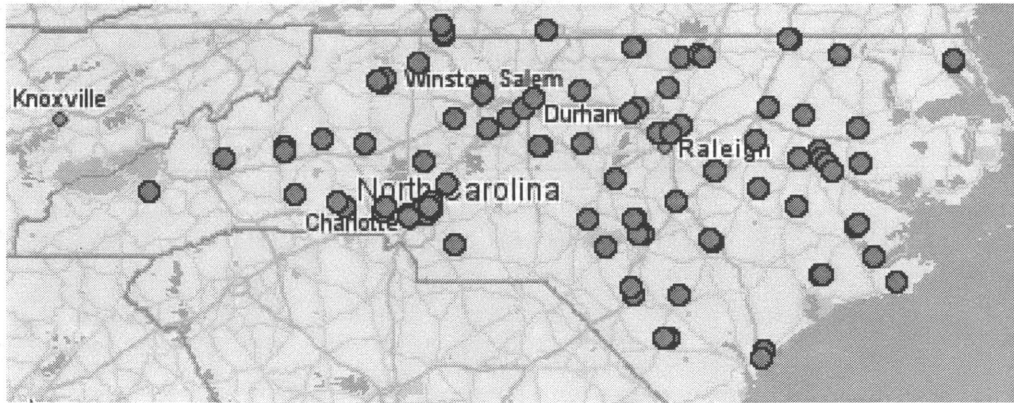 Winston Salem
Knoxville
Durham
Raleigh
North Carolina
Charlotte